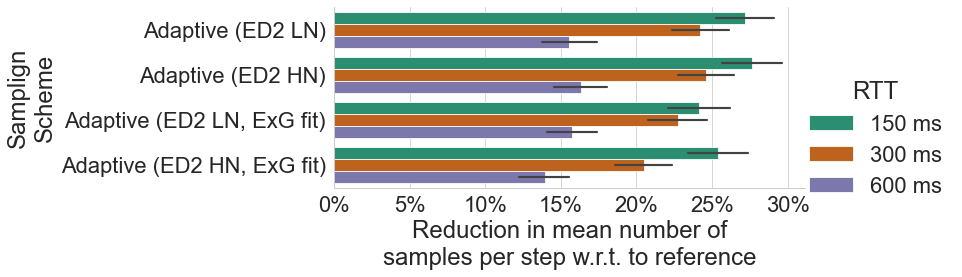 Samplign
Scheme
Adaptive (ED2 LN)
Adaptive (ED2 HN)
Adaptive (ED2 LN, ExG fit)
Adaptive (ED2 HN, ExG fit)
0% 5% 10% 15% 20% 25% 30%
Reduction in mean number of
samples per step w.r.t. to reference
RTT
150 ms
300 ms
600 ms